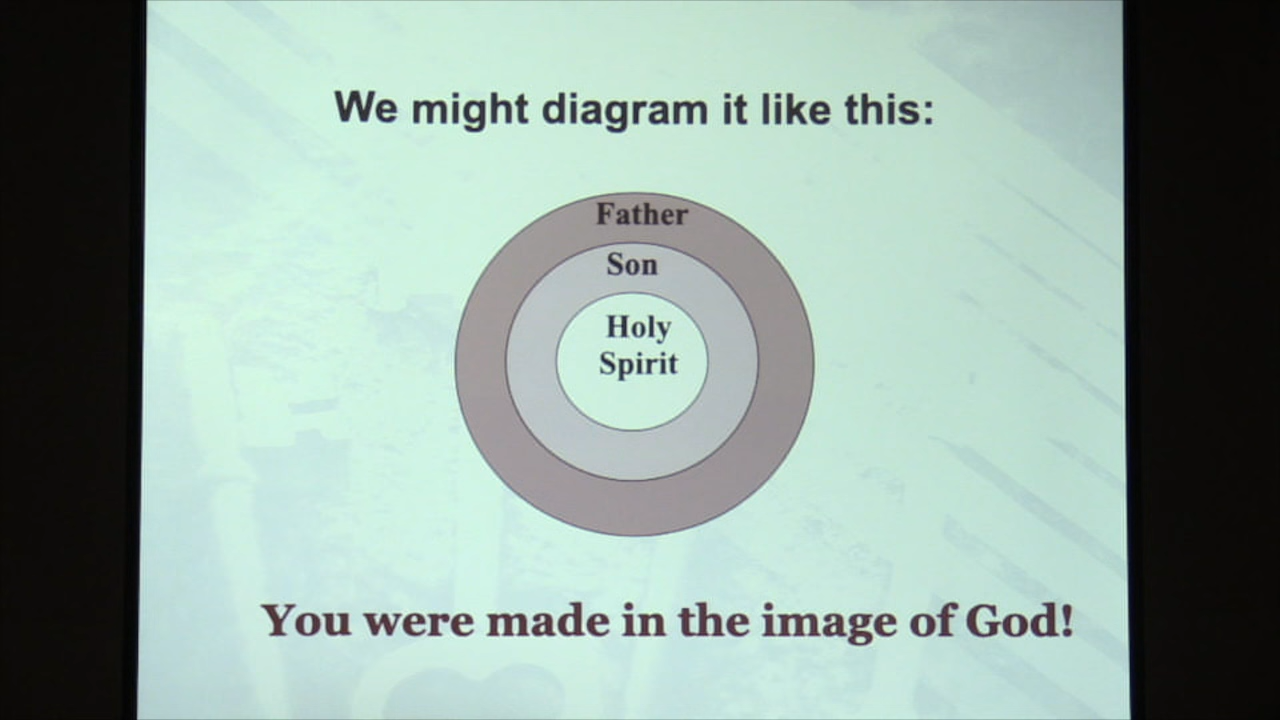 We might diagram it like this:
Father
Son
Holy
Spirit
You were made in the image of God!